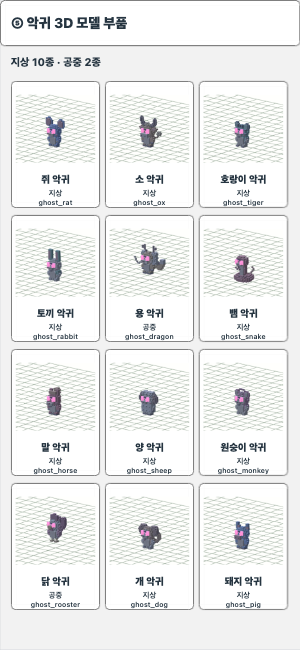 ⑤ 악귀 3D 모델 부품
지상 10종 · 공중 2종
쥐 악귀
지상
ghost_rat
소 악귀
지상
ghost_ox
호랑이 악귀
지상
ghost_tiger
토끼 악귀
지상
ghost_rabbit
용 악귀
공중
ghost_dragon
뱀 악귀
지상
ghost_snake
말 악귀
지상
ghost_horse
양 악귀
지상
ghost_sheep
원숭이 악귀
지상
ghost_monkey
닭 악귀
공중
ghost_rooster
개 악귀
지상
ghost_dog
돼지 악귀
지상
ghost_pig